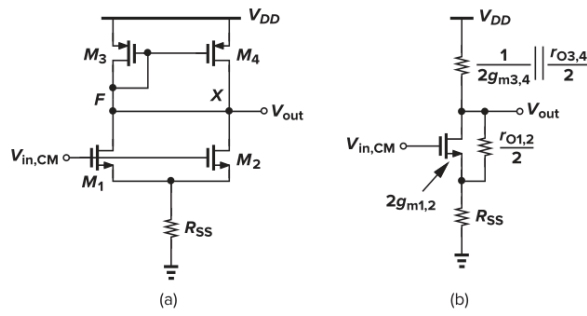 V_DD
M_3
M_4
F
X
V_out
V_in,CM
M_1
M_2
R_SS
(a)
V_DD
1/2g_m3,4 || r_O3,4/2
V_out
V_in,CM
r_O1,2/2
2g_m1,2
R_SS
(b)